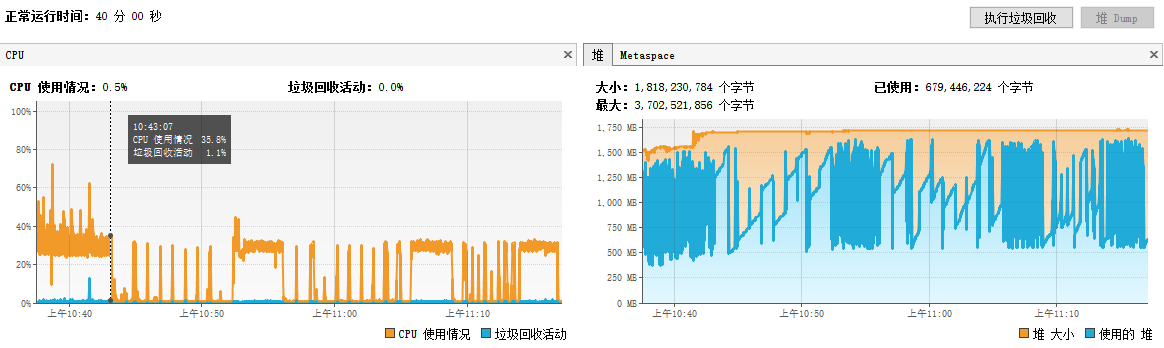 正常运行时间：40 分 00 秒
执行垃圾回收
堆 Dump
CPU
CPU 使用情况：0.5%
垃圾回收活动：0.0%
100%
80%
60%
40%
20%
0%
10:43:07
CPU 使用情况 35.8%
垃圾回收活动 1.1%
上午10:40
上午10:50
上午11:00
上午11:10
CPU 使用情况
垃圾回收活动
堆
Metaspace
大小：1,818,230,784 个字节
已使用：679,446,224 个字节
最大：3,702,521,856 个字节
1,750 MB
1,500 MB
1,250 MB
1,000 MB
750 MB
500 MB
250 MB
0 MB
上午10:40
上午10:50
上午11:00
上午11:10
堆 大小
使用的 堆